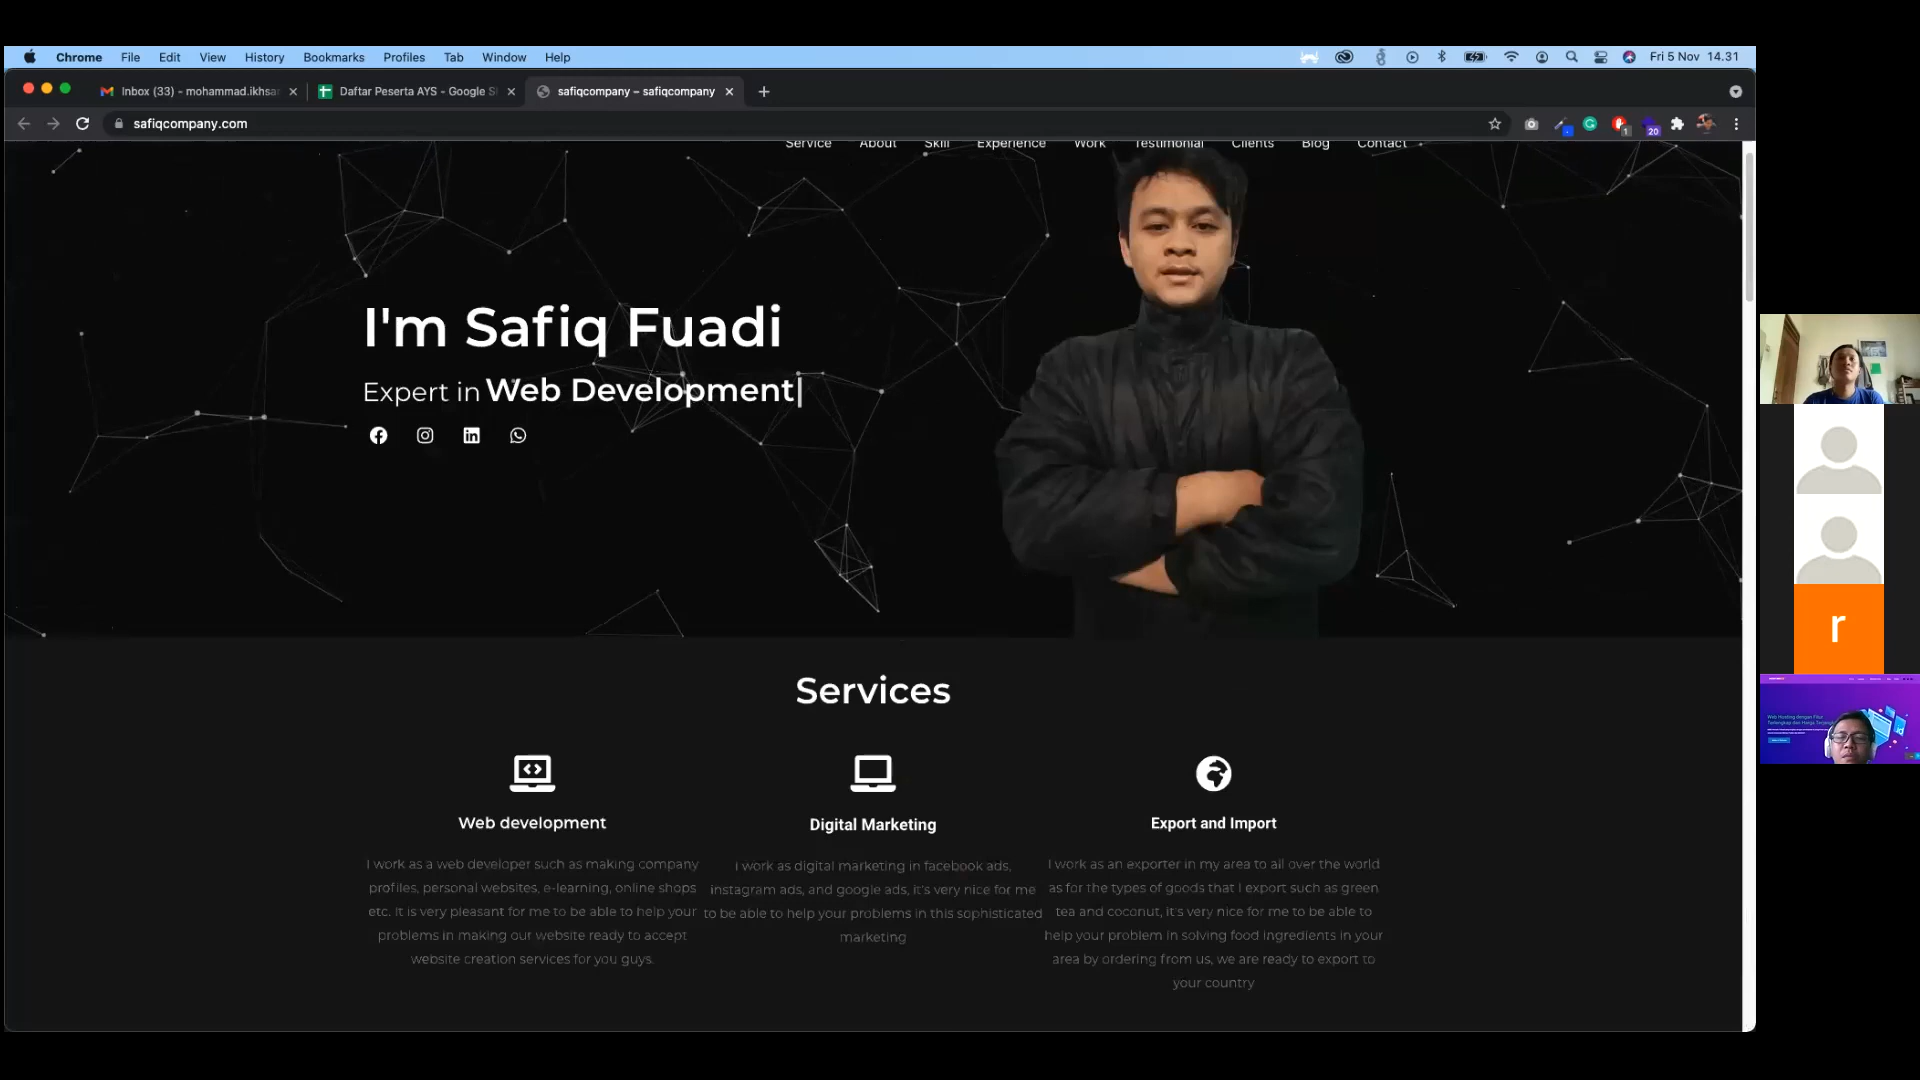 Chrome File Edit View History Bookmarks Profiles Tab Window Help Fri 5 Nov 14.31
Inbox (33) – mohammad.ikhsa Daftar Peserta AYS - Google S safiqcompany – safiqcompany
safiqcompany.com
1 20
Service About Skill Experience Work Testimonial Clients Blog Contact
I'm Safiq Fuadi
Expert in Web Development|
r
Web Hosting dengan Fitur
Services
Web development
I work as a web developer such as making company
profiles, personal websites, e-learning, online shops
etc. It is very pleasant for me to be able to help your
problems in making our website ready to accept
website creation services for you guys.
Digital Marketing
I work as digital marketing in facebook ads,
instagram ads, and google ads, it's very nice for me
to be able to help your problems in this sophisticated
marketing
Export and Import
I work as an exporter in my area to all over the world
as for the types of goods that I export such as green
tea and coconut, it's very nice for me to be able to
help your problem in solving food ingredients in your
area by ordering from us, we are ready to export to
your country